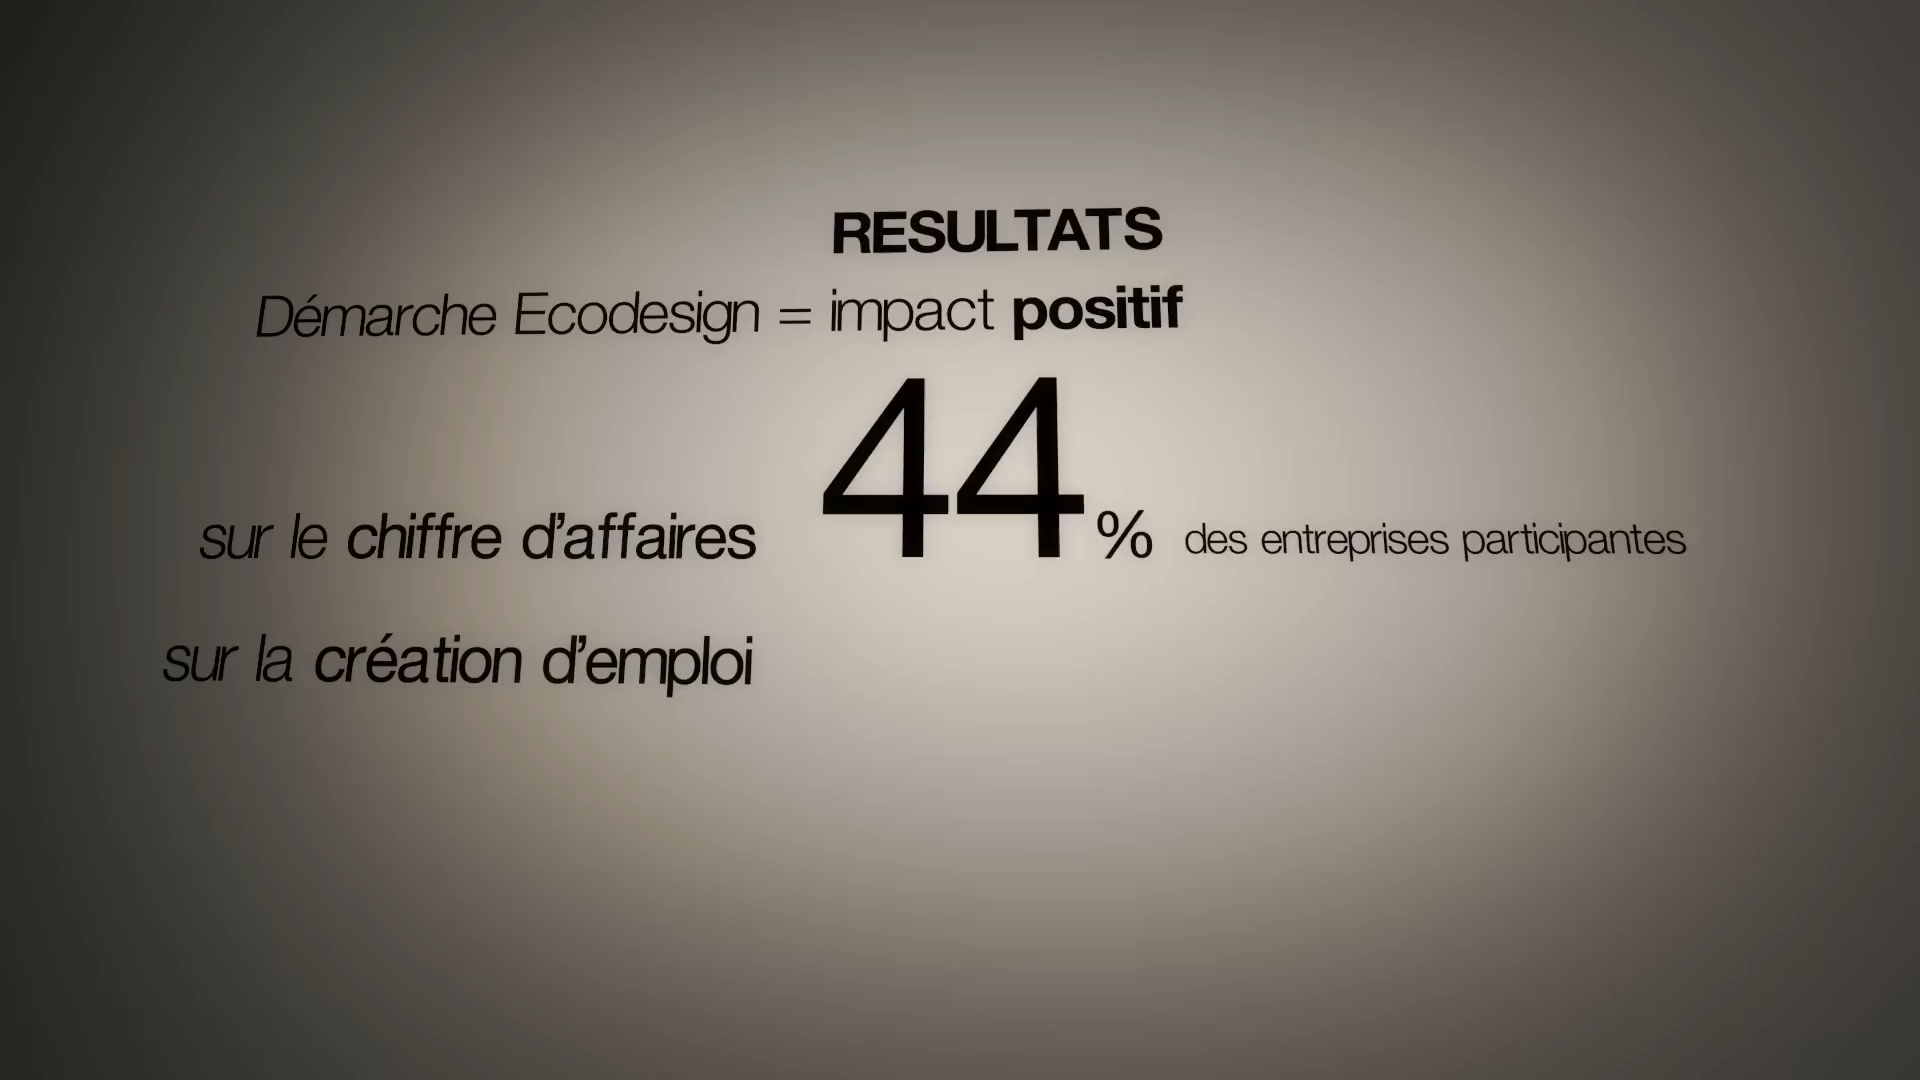 RESULTATS
Démarche Ecodesign = impact positif
sur le chiffre d’affaires 44% des entreprises participantes
sur la création d’emploi